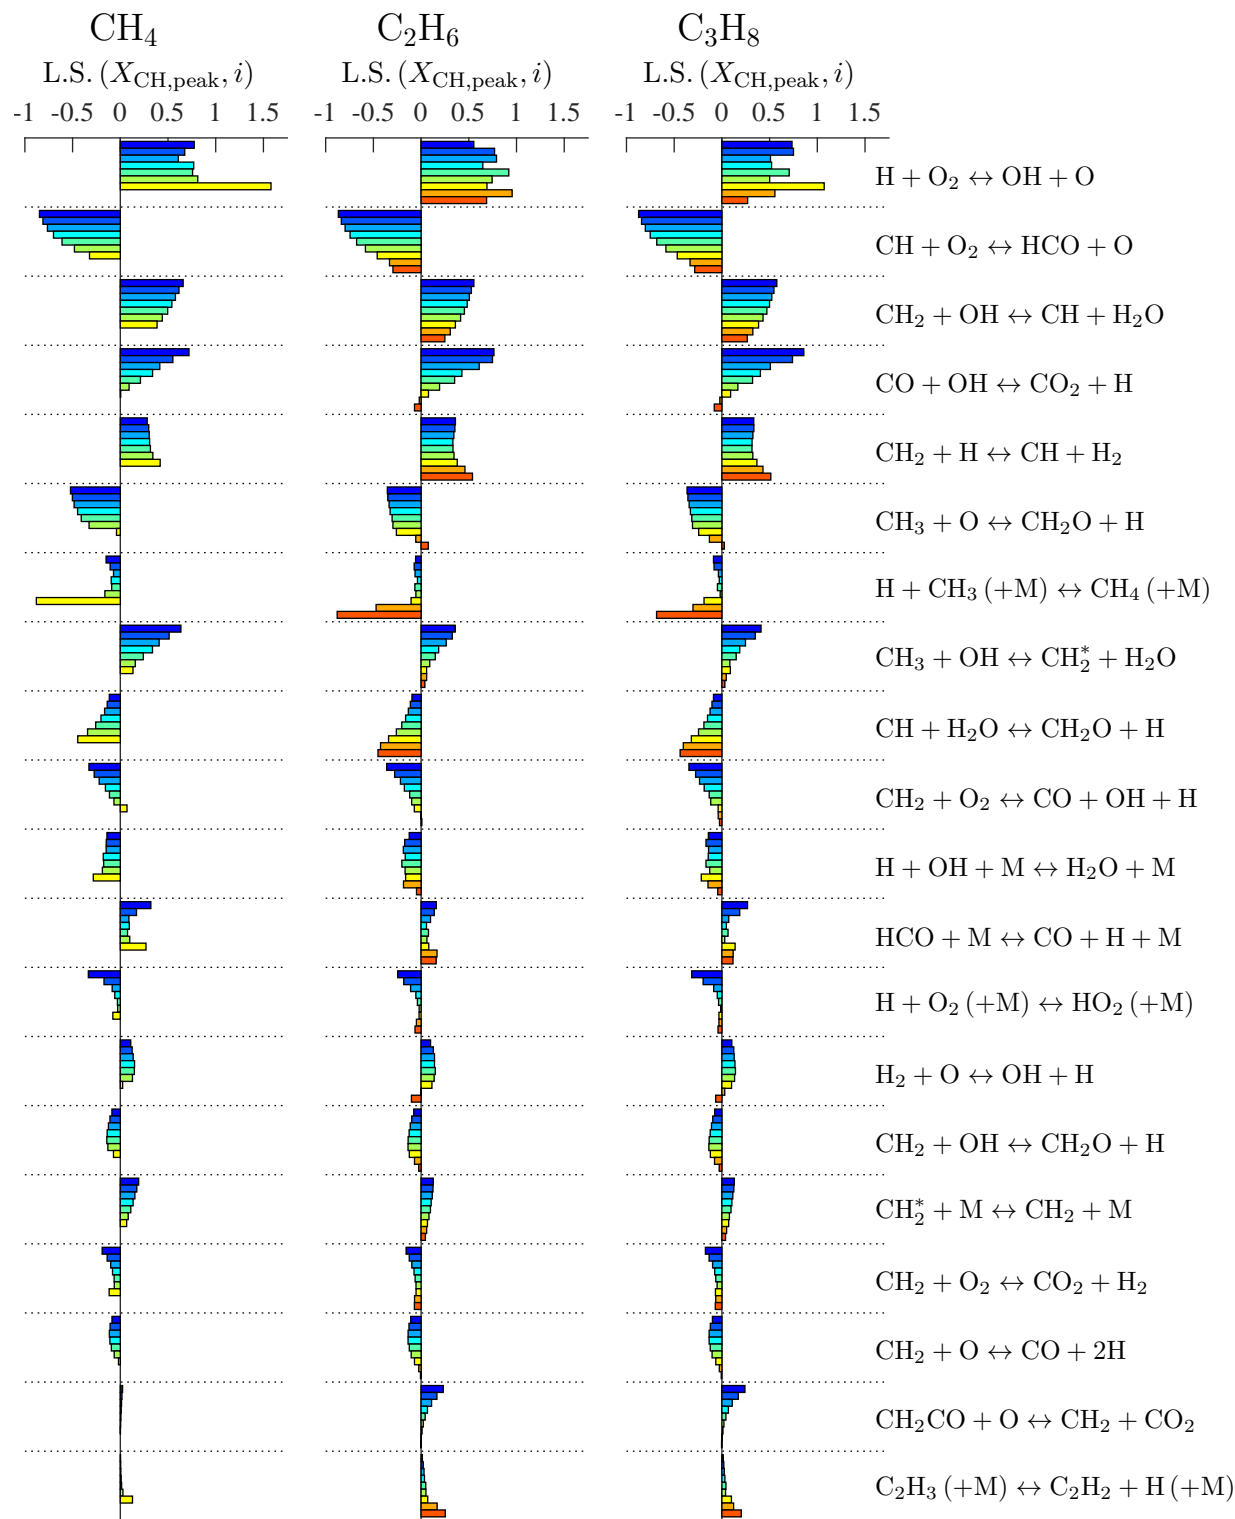 CH₄ C₂H₆ C₃H₈
L.S. (X_CH,peak, i) L.S. (X_CH,peak, i) L.S. (X_CH,peak, i)
-1 -0.5 0 0.5 1 1.5 -1 -0.5 0 0.5 1 1.5 -1 -0.5 0 0.5 1 1.5
H + O₂ ↔ OH + O
CH + O₂ ↔ HCO + O
CH₂ + OH ↔ CH + H₂O
CO + OH ↔ CO₂ + H
CH₂ + H ↔ CH + H₂
CH₃ + O ↔ CH₂O + H
H + CH₃ (+M) ↔ CH₄ (+M)
CH₃ + OH ↔ CH₂* + H₂O
CH + H₂O ↔ CH₂O + H
CH₂ + O₂ ↔ CO + OH + H
H + OH + M ↔ H₂O + M
HCO + M ↔ CO + H + M
H + O₂ (+M) ↔ HO₂ (+M)
H₂ + O ↔ OH + H
CH₂ + OH ↔ CH₂O + H
CH₂* + M ↔ CH₂ + M
CH₂ + O₂ ↔ CO₂ + H₂
CH₂ + O ↔ CO + 2H
CH₂CO + O ↔ CH₂ + CO₂
C₂H₃ (+M) ↔ C₂H₂ + H (+M)